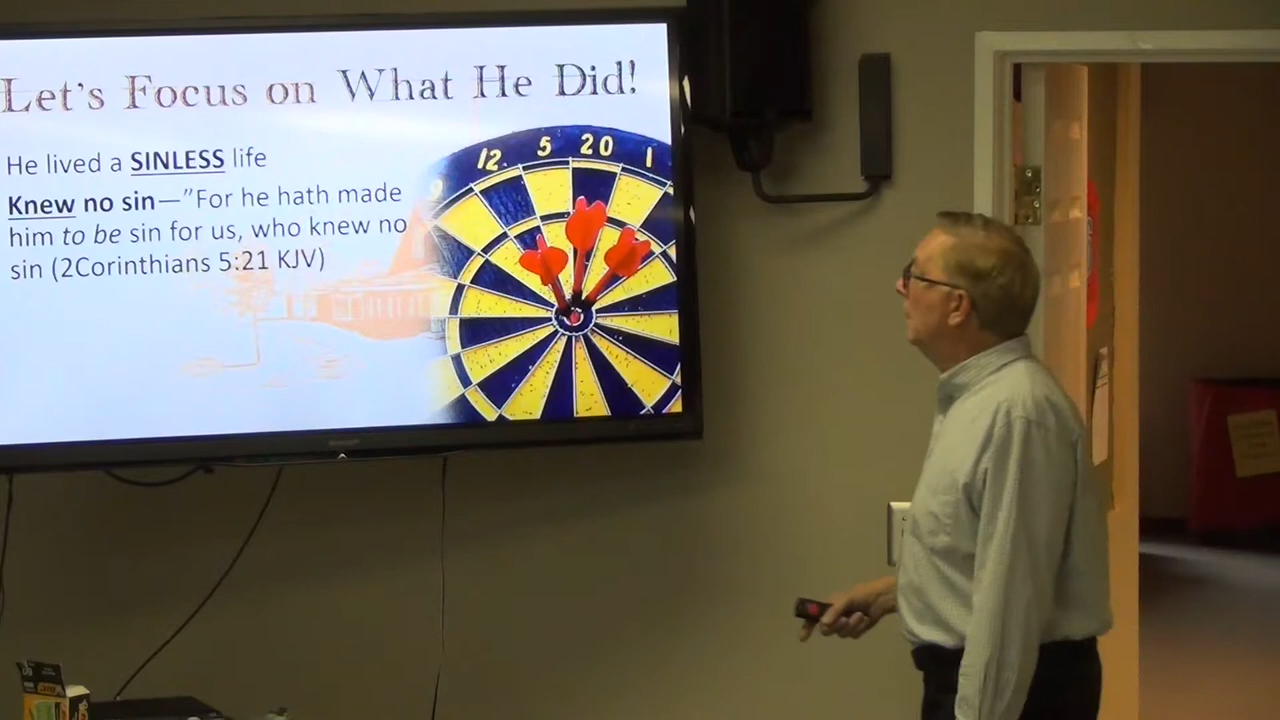 Let's Focus on What He Did!
He lived a SINLESS life
Knew no sin—”For he hath made
him to be sin for us, who knew no
sin (2Corinthians 5:21 KJV)
12 5 20 1